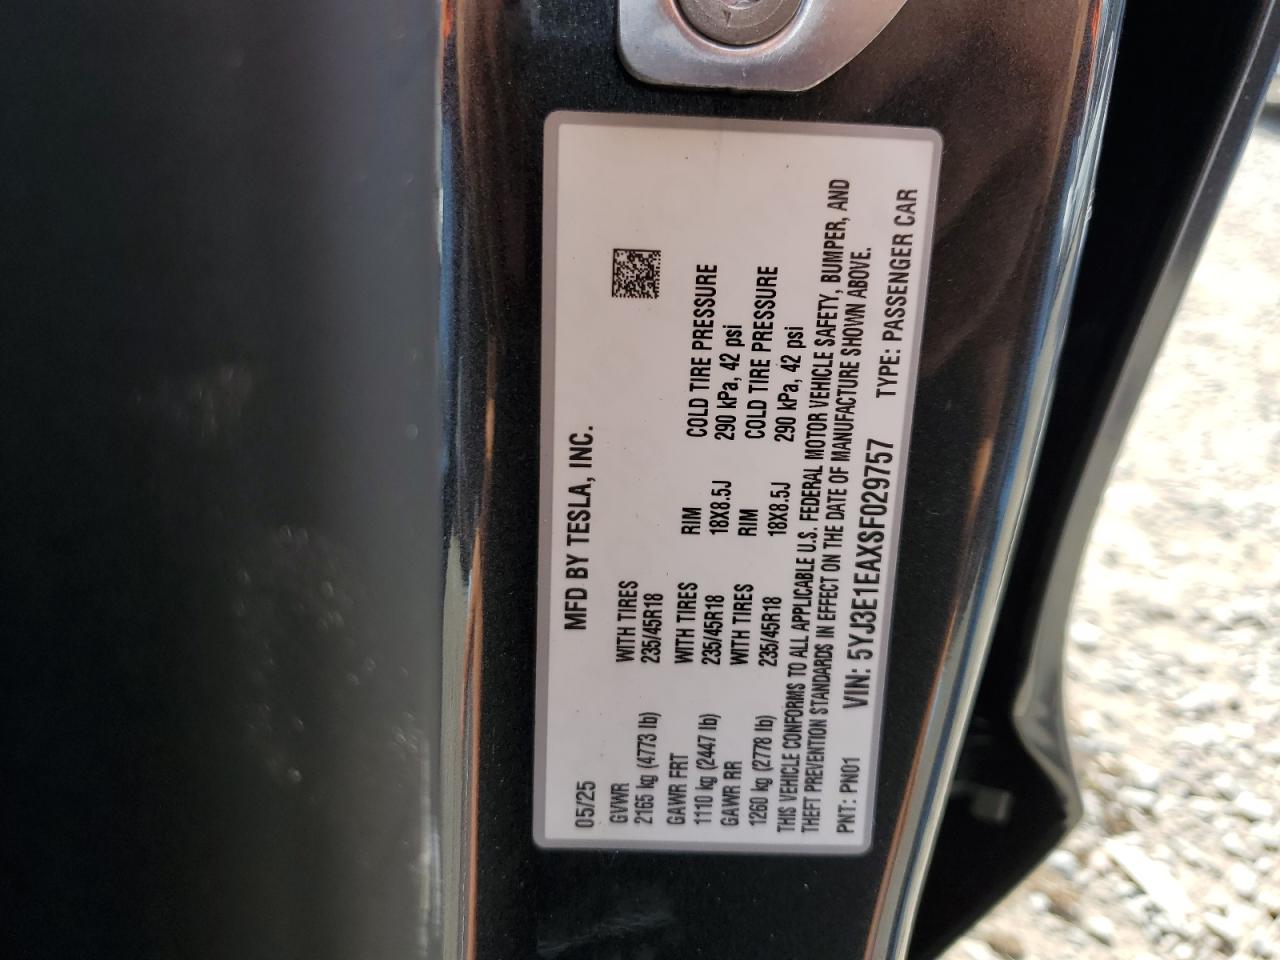 05/25 MFD BY TESLA, INC.
GVWR WITH TIRES
2165 kg (4773 lb) 235/45R18
GAWR FRT WITH TIRES RIM COLD TIRE PRESSURE
1110 kg (2447 lb) 235/45R18 18X8.5J 290 kPa, 42 psi
GAWR RR WITH TIRES RIM COLD TIRE PRESSURE
1260 kg (2778 lb) 235/45R18 18X8.5J 290 kPa, 42 psi
THIS VEHICLE CONFORMS TO ALL APPLICABLE U.S. FEDERAL MOTOR VEHICLE SAFETY, BUMPER, AND
THEFT PREVENTION STANDARDS IN EFFECT ON THE DATE OF MANUFACTURE SHOWN ABOVE.
PNT: PN01 VIN: 5YJ3E1EAXSF029757 TYPE: PASSENGER CAR